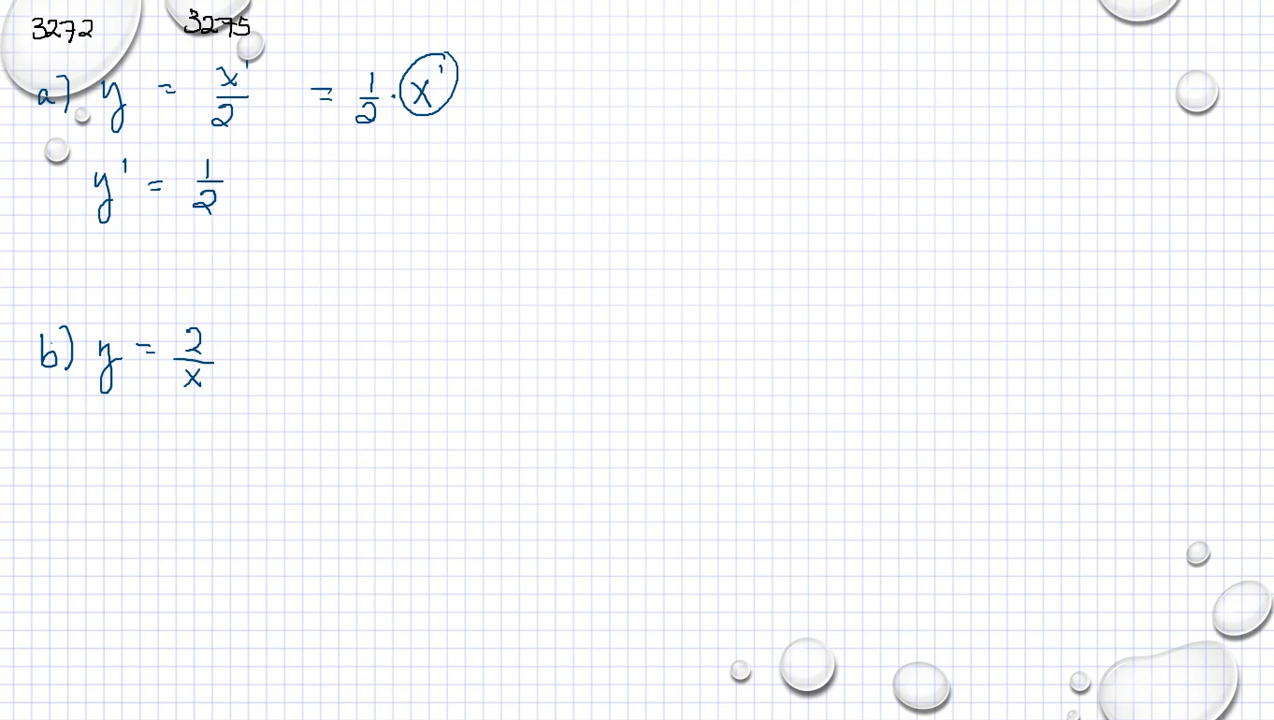 3272 3275
a) y = x¹/2 = 1/2 · x¹
y' = 1/2
b) y = 2/x